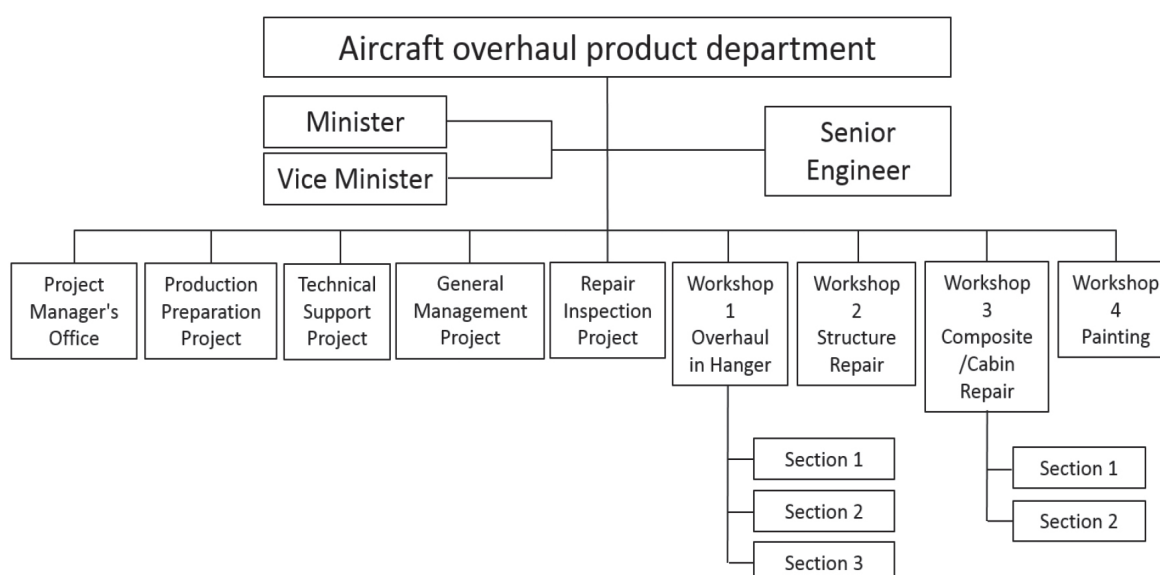 Aircraft overhaul product department
Minister
Vice Minister
Senior
Engineer
Project
Manager's
Office
Production
Preparation
Project
Technical
Support
Project
General
Management
Project
Repair
Inspection
Project
Workshop
1
Overhaul
in Hanger
Workshop
2
Structure
Repair
Workshop
3
Composite
/Cabin
Repair
Workshop
4
Painting
Section 1
Section 2
Section 3
Section 1
Section 2